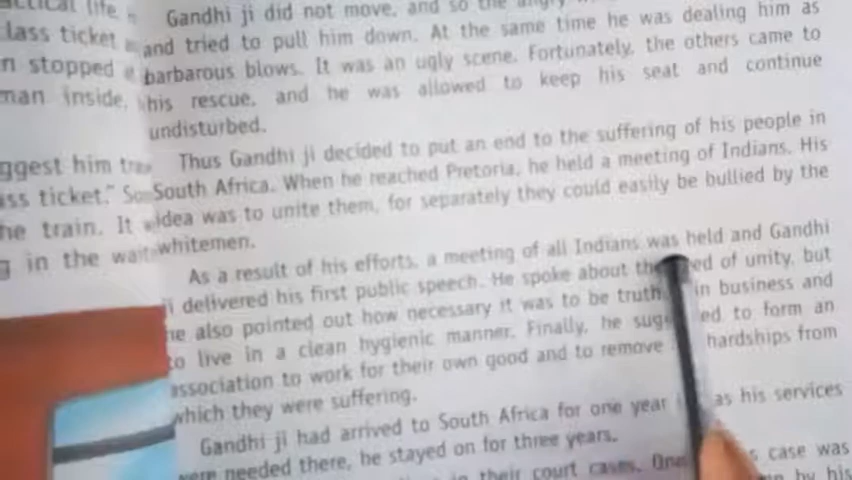 actical life.
lass ticket
n stopped
man inside,
ggest him
ass ticket." So
he train. It
g in the wait
Gandhi ji did not move, and so the angry
and tried to pull him down. At the same time he was dealing him as
barbarous blows. It was an ugly scene. Fortunately, the others came to
his rescue, and he was allowed to keep his seat and continue
undisturbed.
Thus Gandhi ji decided to put an end to the suffering of his people in
South Africa. When he reached Pretoria, he held a meeting of Indians. His
idea was to unite them, for separately they could easily be bullied by the
whitemen.
As a result of his efforts, a meeting of all Indians was held and Gandhi
ji delivered his first public speech. He spoke about the need of unity, but
he also pointed out how necessary it was to be truth in business and
to live in a clean hygienic manner. Finally, he suggested to form an
association to work for their own good and to remove hardships from
which they were suffering.
Gandhi ji had arrived to South Africa for one year as his services
were needed there, he stayed on for three years.
in their court cases. One case was
by his